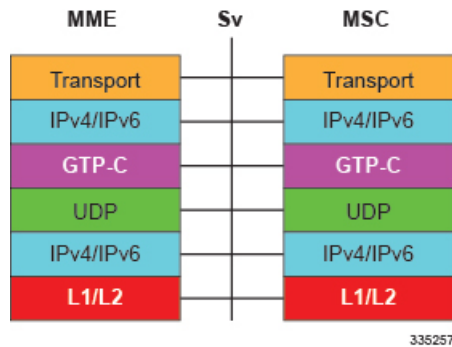 MME Sv MSC
Transport Transport
IPv4/IPv6 IPv4/IPv6
GTP-C GTP-C
UDP UDP
IPv4/IPv6 IPv4/IPv6
L1/L2 L1/L2
335257